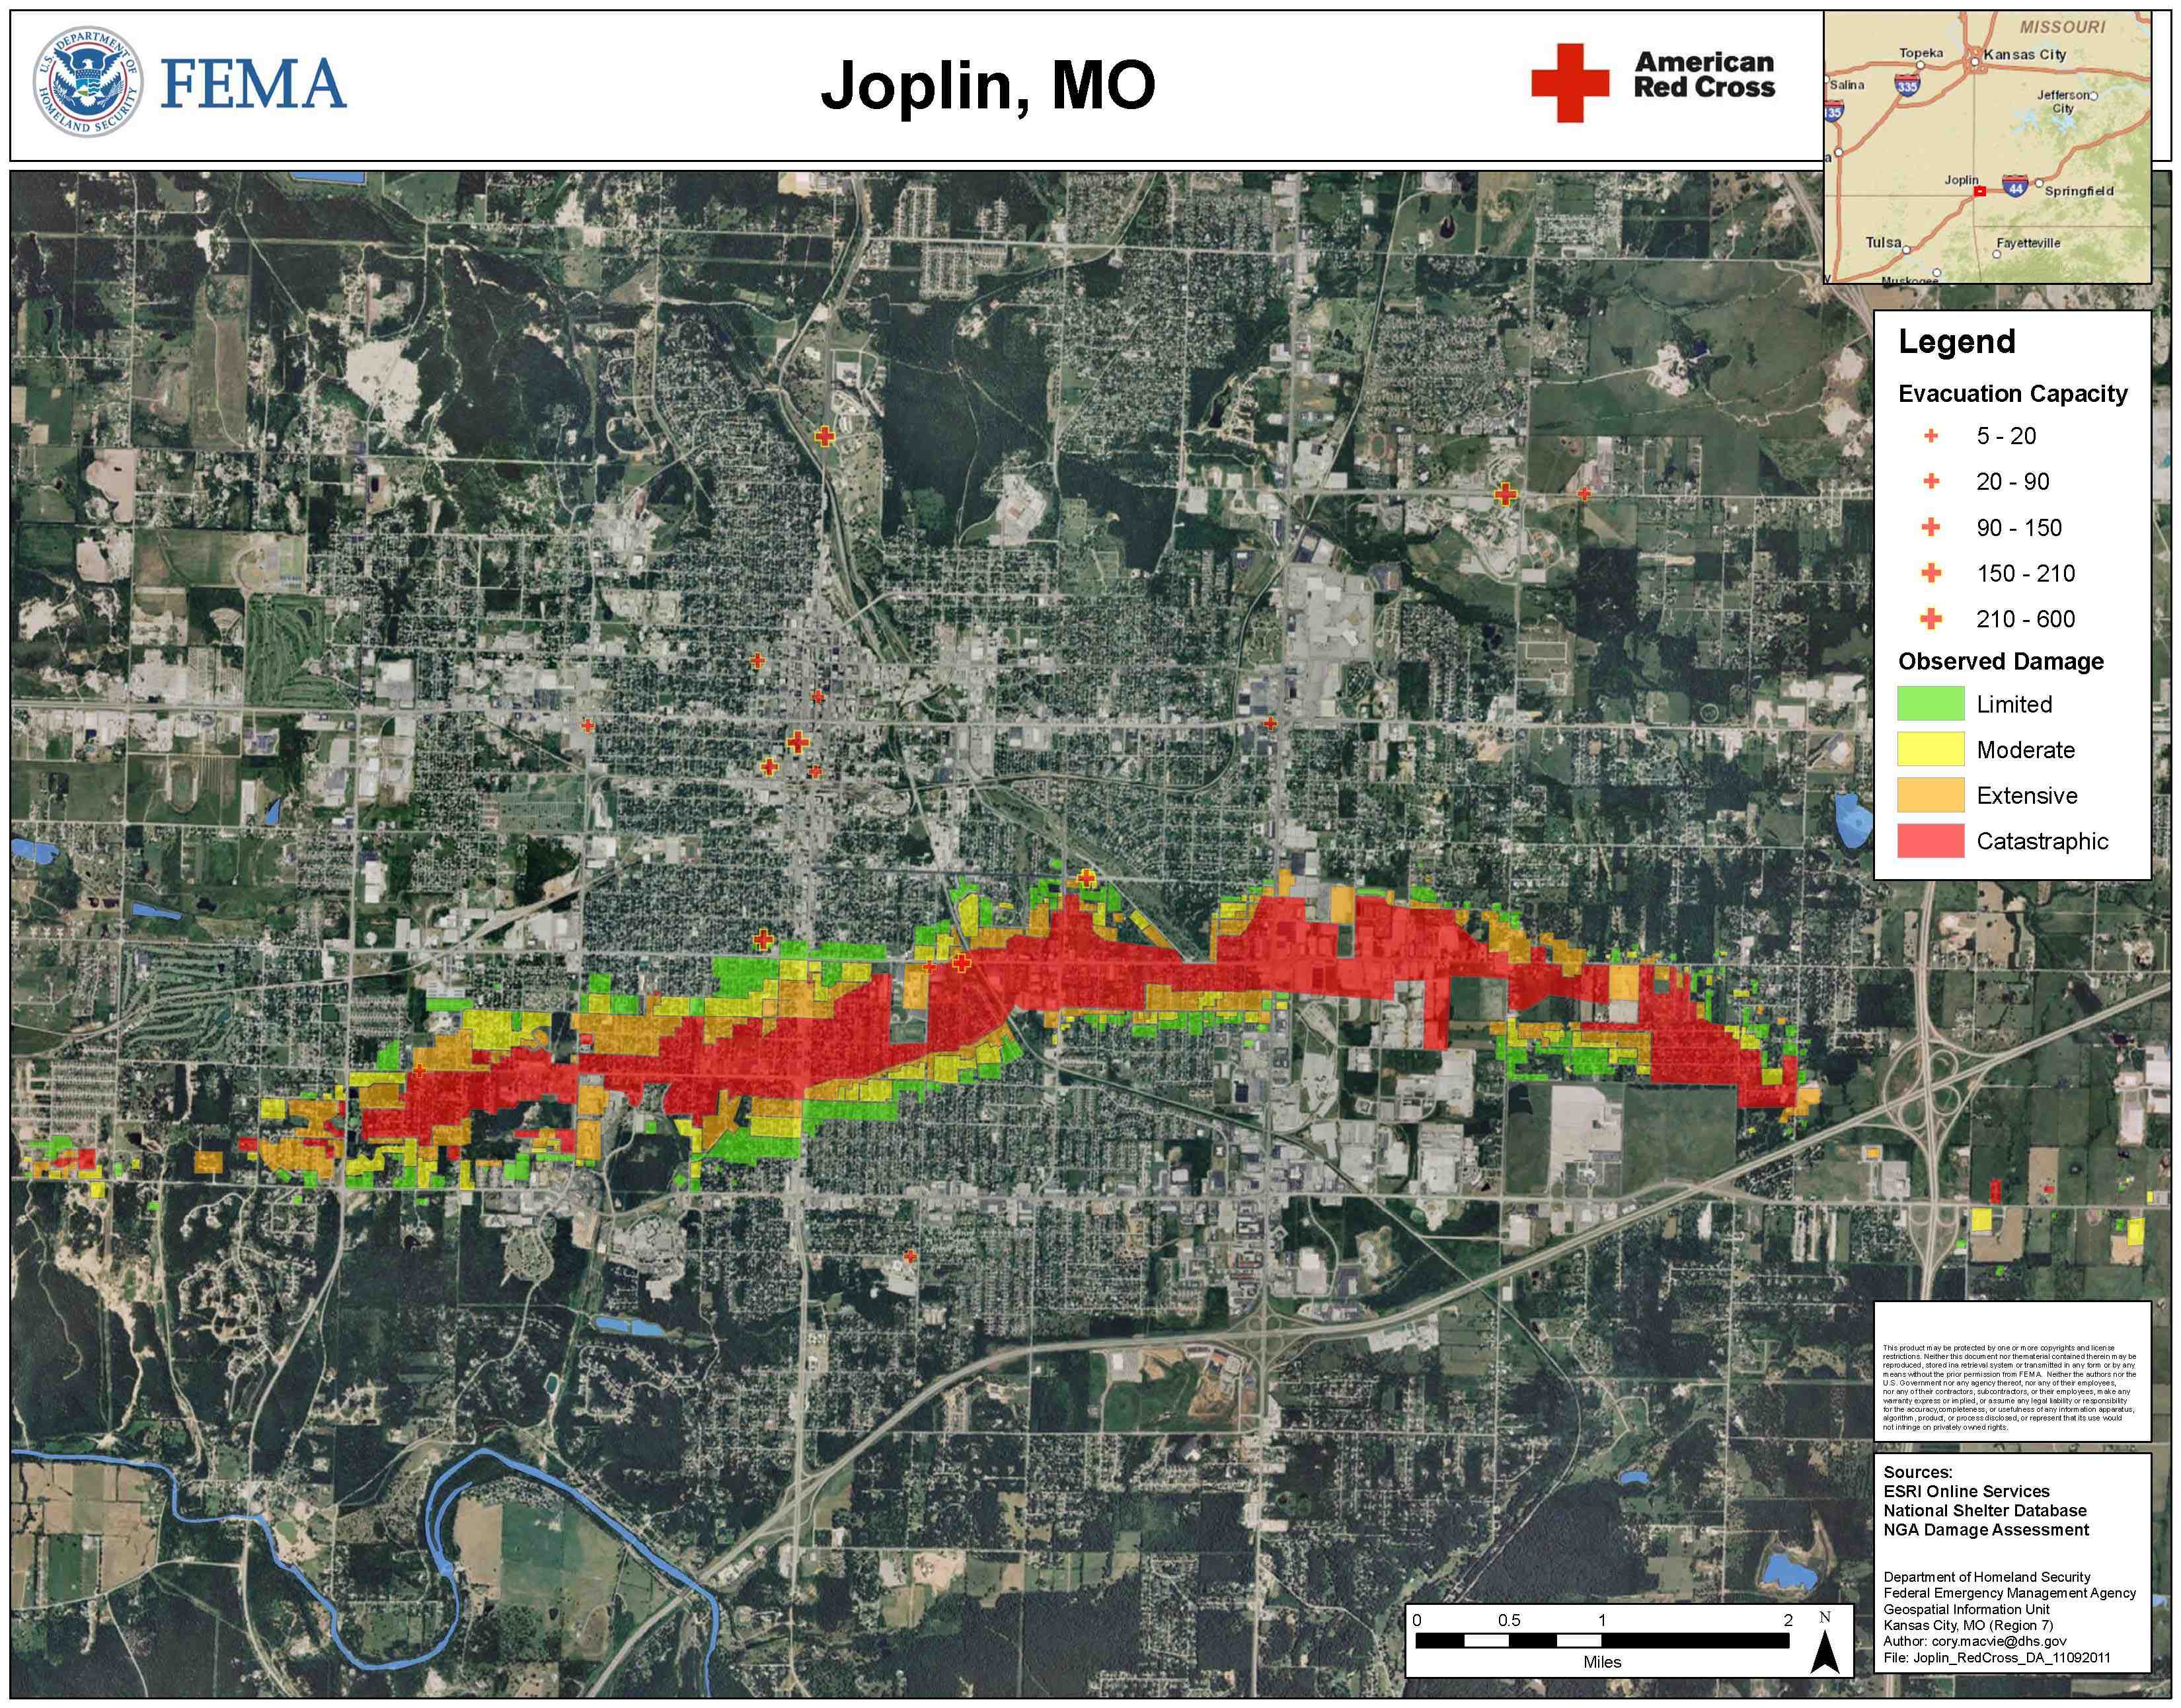 U.S. DEPARTMENT OF
HOMELAND SECURITY
FEMA
Joplin, MO
American
Red Cross
MISSOURI
Topeka
Kansas City
Salina
335
Jefferson
City
135
a
Joplin
44
Springfield
Tulsa
Fayetteville
Muskogee
Legend
Evacuation Capacity
5 - 20
20 - 90
90 - 150
150 - 210
210 - 600
Observed Damage
Limited
Moderate
Extensive
Catastraphic
This product may be protected by one or more copyrights and license
restrictions. Neither this document nor thematerial contained therein may be
reproduced, stored ina retrieval system or transmitted in any form or by any
means without the prior permission from FEMA. Neither the authors nor the
U.S. Government nor any agency thereof, nor any of their employees,
nor any of their contractors, subcontractors, or their employees, make any
warranty express or implied, or assume any legal liability or responsibility
for the accuracy,completeness, or usefulness of any information apparatus,
algorithm, product, or process disclosed, or represent that its use would
not infringe on privately owned rights.
Sources:
ESRI Online Services
National Shelter Database
NGA Damage Assessment
Department of Homeland Security
Federal Emergency Management Agency
Geospatial Information Unit
Kansas City, MO (Region 7)
Author: cory.macvie@dhs.gov
File: Joplin_RedCross_DA_11092011
0 0.5 1 2
Miles
N